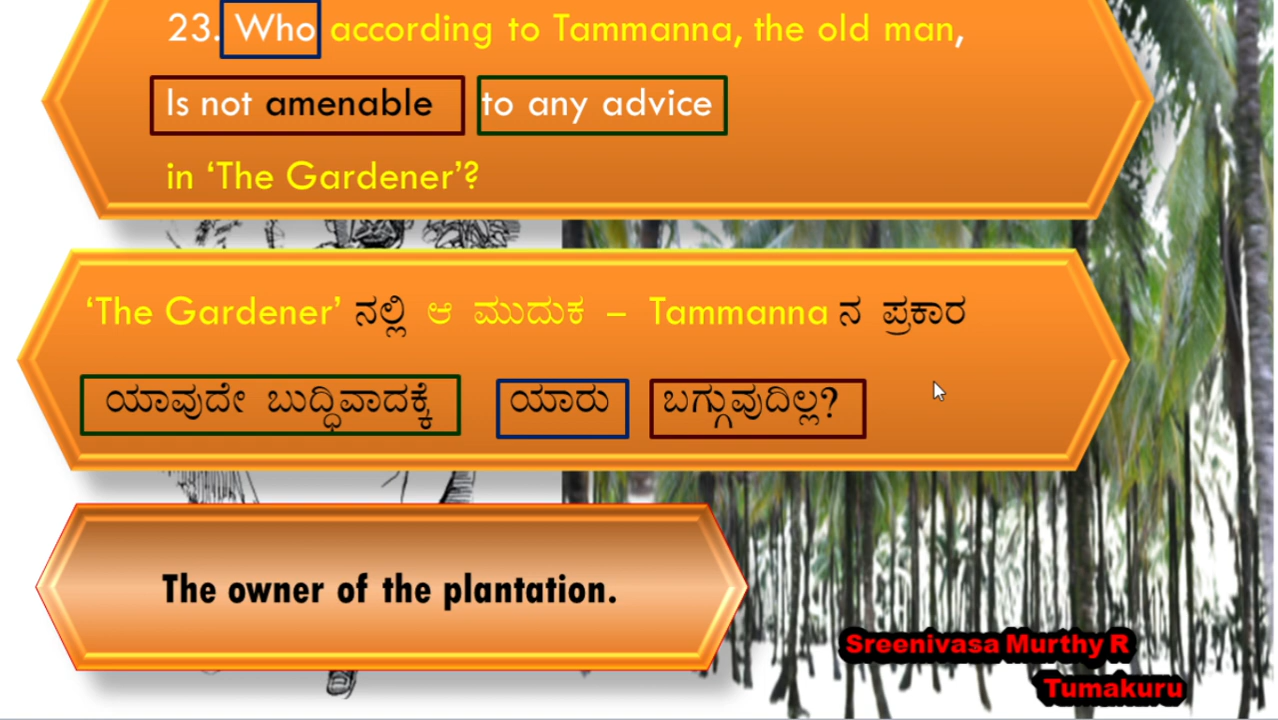 23. Who according to Tammanna, the old man,
Is not amenable to any advice
in ‘The Gardener’?
‘The Gardener’ ನಲ್ಲಿ ಆ ಮುದುಕ – Tammanna ನ ಪ್ರಕಾರ
ಯಾವುದೇ ಬುದ್ಧಿವಾದಕ್ಕೆ ಯಾರು ಬಗ್ಗುವುದಿಲ್ಲ?
The owner of the plantation.
Sreenivasa Murthy R
Tumakuru